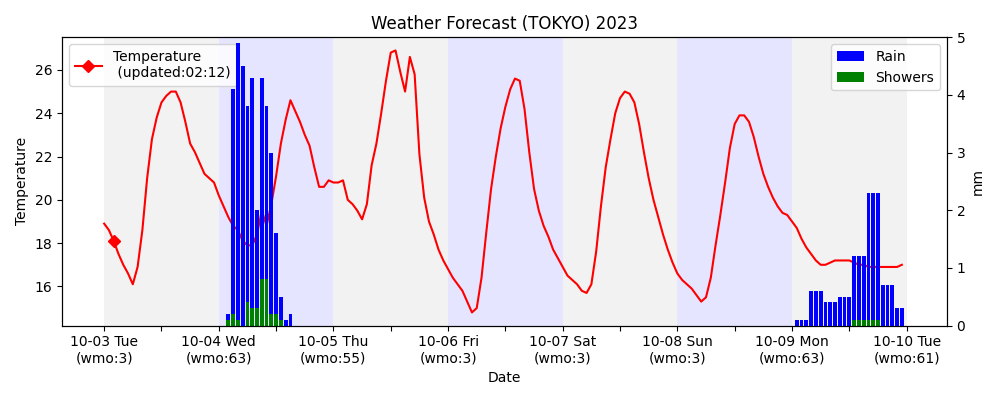 Weather Forecast (TOKYO) 2023
Temperature
(updated:02:12)
Rain
Showers
26
24
22
20
18
16
Temperature
5
4
3
2
1
0
mm
10-03 Tue
(wmo:3)
10-04 Wed
(wmo:63)
10-05 Thu
(wmo:55)
10-06 Fri
(wmo:3)
10-07 Sat
(wmo:3)
10-08 Sun
(wmo:3)
10-09 Mon
(wmo:63)
10-10 Tue
(wmo:61)
Date